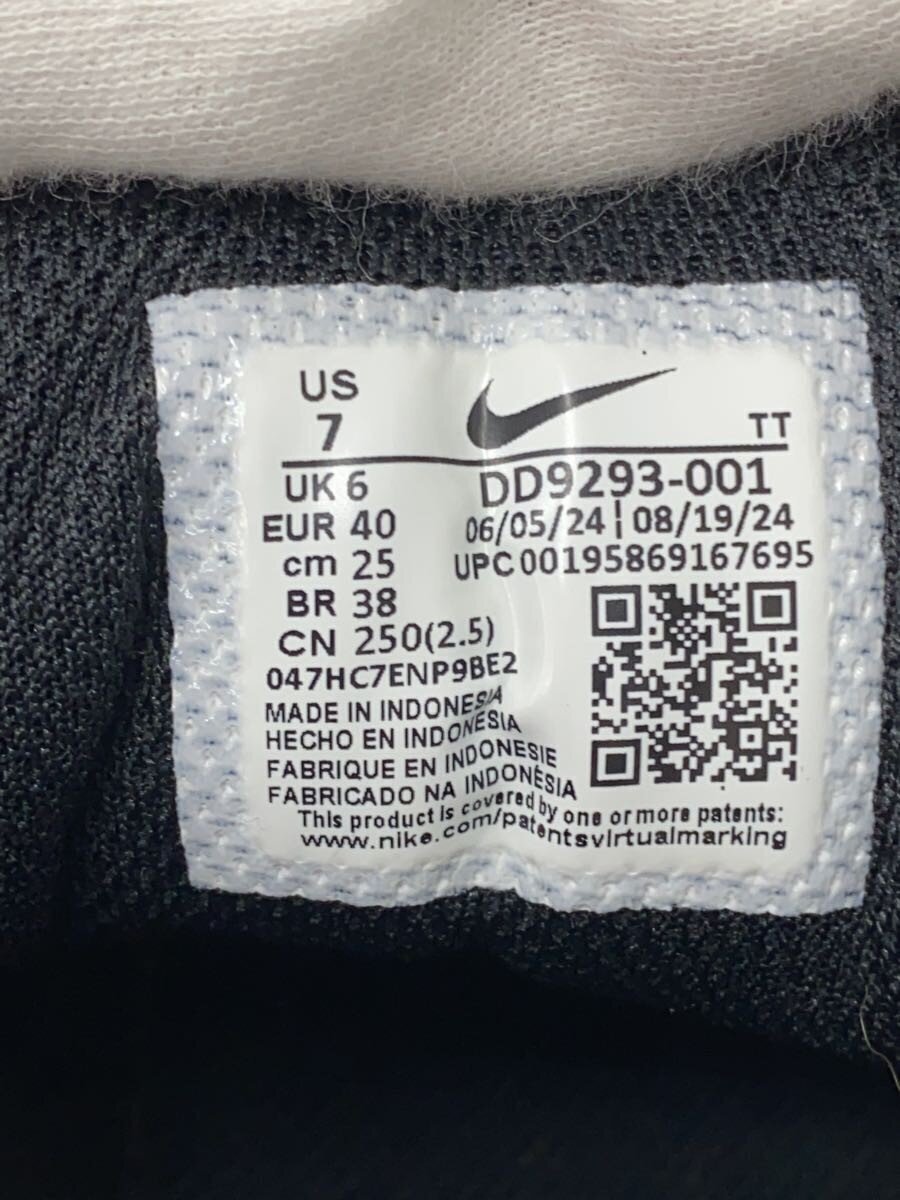 US
7
TT
UK 6
DD9293-001
EUR 40
06/05/24 | 08/19/24
cm 25
UPC 00195869167695
BR 38
CN 250(2.5)
047HC7ENP9BE2
MADE IN INDONESIA
HECHO EN INDONESIA
FABRIQUE EN INDONESIE
FABRICADO NA INDONÉSIA
This product is covered by one or more patents:
www.nike.com/patentsvirtualmarking